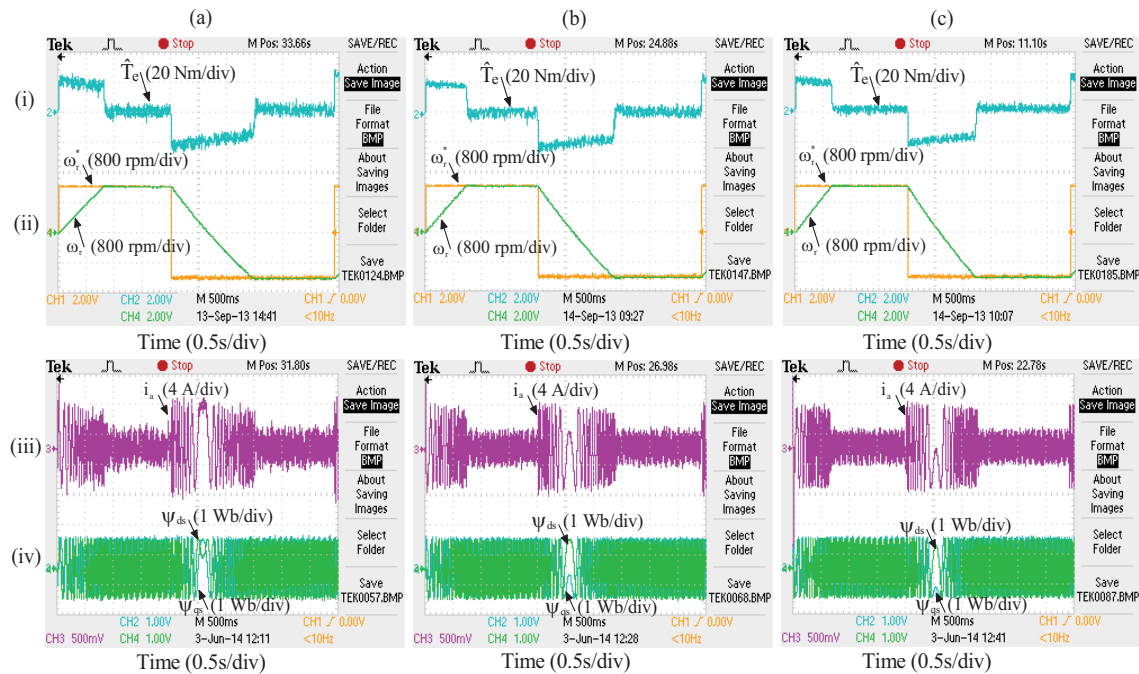 (a)
(b)
(c)
Tek Stop M Pos: 33.66s SAVE/REC
Action
Save Image
File
Format
BMP
About
Saving
Images
Select
Folder
Save
TEK0124.BMP
(i)
T̂e (20 Nm/div)
2
ωr* (800 rpm/div)
(ii)
4
ωr (800 rpm/div)
CH1 2.00V CH2 2.00V M 500ms CH1 / 0.00V
CH4 2.00V 13-Sep-13 14:41 <10Hz
Time (0.5s/div)
Tek Stop M Pos: 24.88s SAVE/REC
Action
Save Image
File
Format
BMP
About
Saving
Images
Select
Folder
Save
TEK0147.BMP
T̂e (20 Nm/div)
2
ωr* (800 rpm/div)
4
ωr (800 rpm/div)
CH1 2.00V CH2 2.00V M 500ms CH1 / 0.00V
CH4 2.00V 14-Sep-13 09:27 <10Hz
Time (0.5s/div)
Tek Stop M Pos: 11.10s SAVE/REC
Action
Save Image
File
Format
BMP
About
Saving
Images
Select
Folder
Save
TEK0185.BMP
T̂e (20 Nm/div)
2
ωr* (800 rpm/div)
4
ωr (800 rpm/div)
CH1 2.00V CH2 2.00V M 500ms CH1 / 0.00V
CH4 2.00V 14-Sep-13 10:07 <10Hz
Time (0.5s/div)
Tek Stop M Pos: 31.80s SAVE/REC
Action
Save Image
File
Format
BMP
About
Saving
Images
Select
Folder
Save
TEK0057.BMP
ia (4 A/div)
(iii)
3
ψds (1 Wb/div)
(iv)
2
ψqs (1 Wb/div)
CH2 1.00V M 500ms CH1 / 0.00V
CH3 500mV CH4 1.00V 3-Jun-14 12:11 <10Hz
Time (0.5s/div)
Tek Stop M Pos: 26.98s SAVE/REC
Action
Save Image
File
Format
BMP
About
Saving
Images
Select
Folder
Save
TEK0068.BMP
ia (4 A/div)
3
ψds (1 Wb/div)
2
ψqs (1 Wb/div)
CH2 1.00V M 500ms CH1 / 0.00V
CH3 500mV CH4 1.00V 3-Jun-14 12:28 <10Hz
Time (0.5s/div)
Tek Stop M Pos: 22.78s SAVE/REC
Action
Save Image
File
Format
BMP
About
Saving
Images
Select
Folder
Save
TEK0087.BMP
ia (4 A/div)
3
ψds (1 Wb/div)
2
ψqs (1 Wb/div)
CH2 1.00V M 500ms CH1 / 0.00V
CH3 500mV CH4 1.00V 3-Jun-14 12:41 <10Hz
Time (0.5s/div)